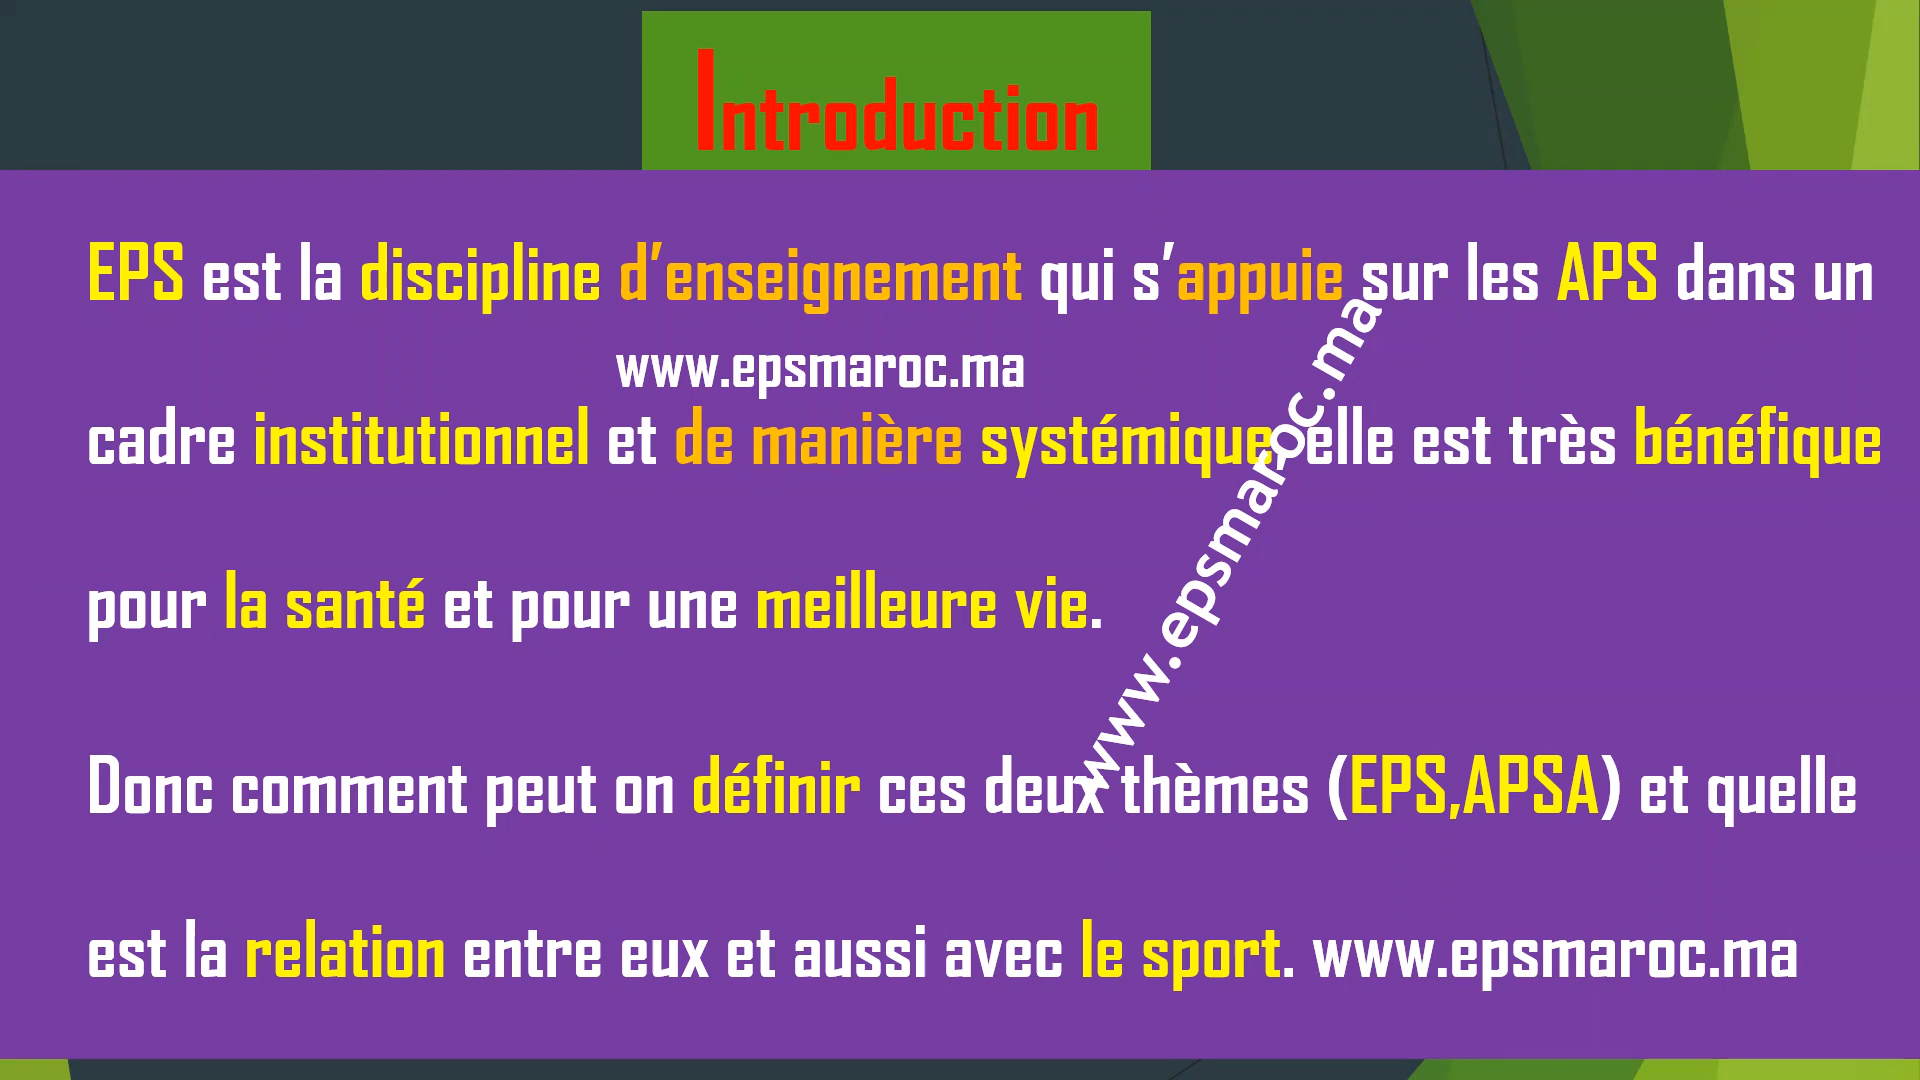 Introduction
EPS est la discipline d’enseignement qui s’appuie sur les APS dans un
www.epsmaroc.ma
cadre institutionnel et de manière systémique, elle est très bénéfique
www.epsmaroc.ma
pour la santé et pour une meilleure vie.
Donc comment peut on définir ces deux thèmes (EPS,APSA) et quelle
est la relation entre eux et aussi avec le sport. www.epsmaroc.ma